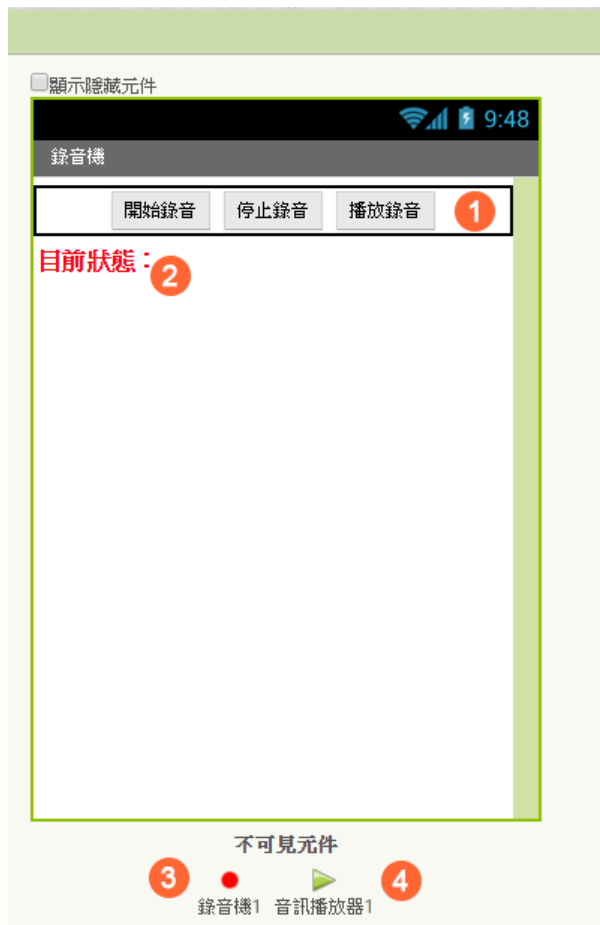 顯示隱藏元件
9:48
錄音機
開始錄音 停止錄音 播放錄音 1
目前狀態：
2
不可見元件
3 4
錄音機1 音訊播放器1